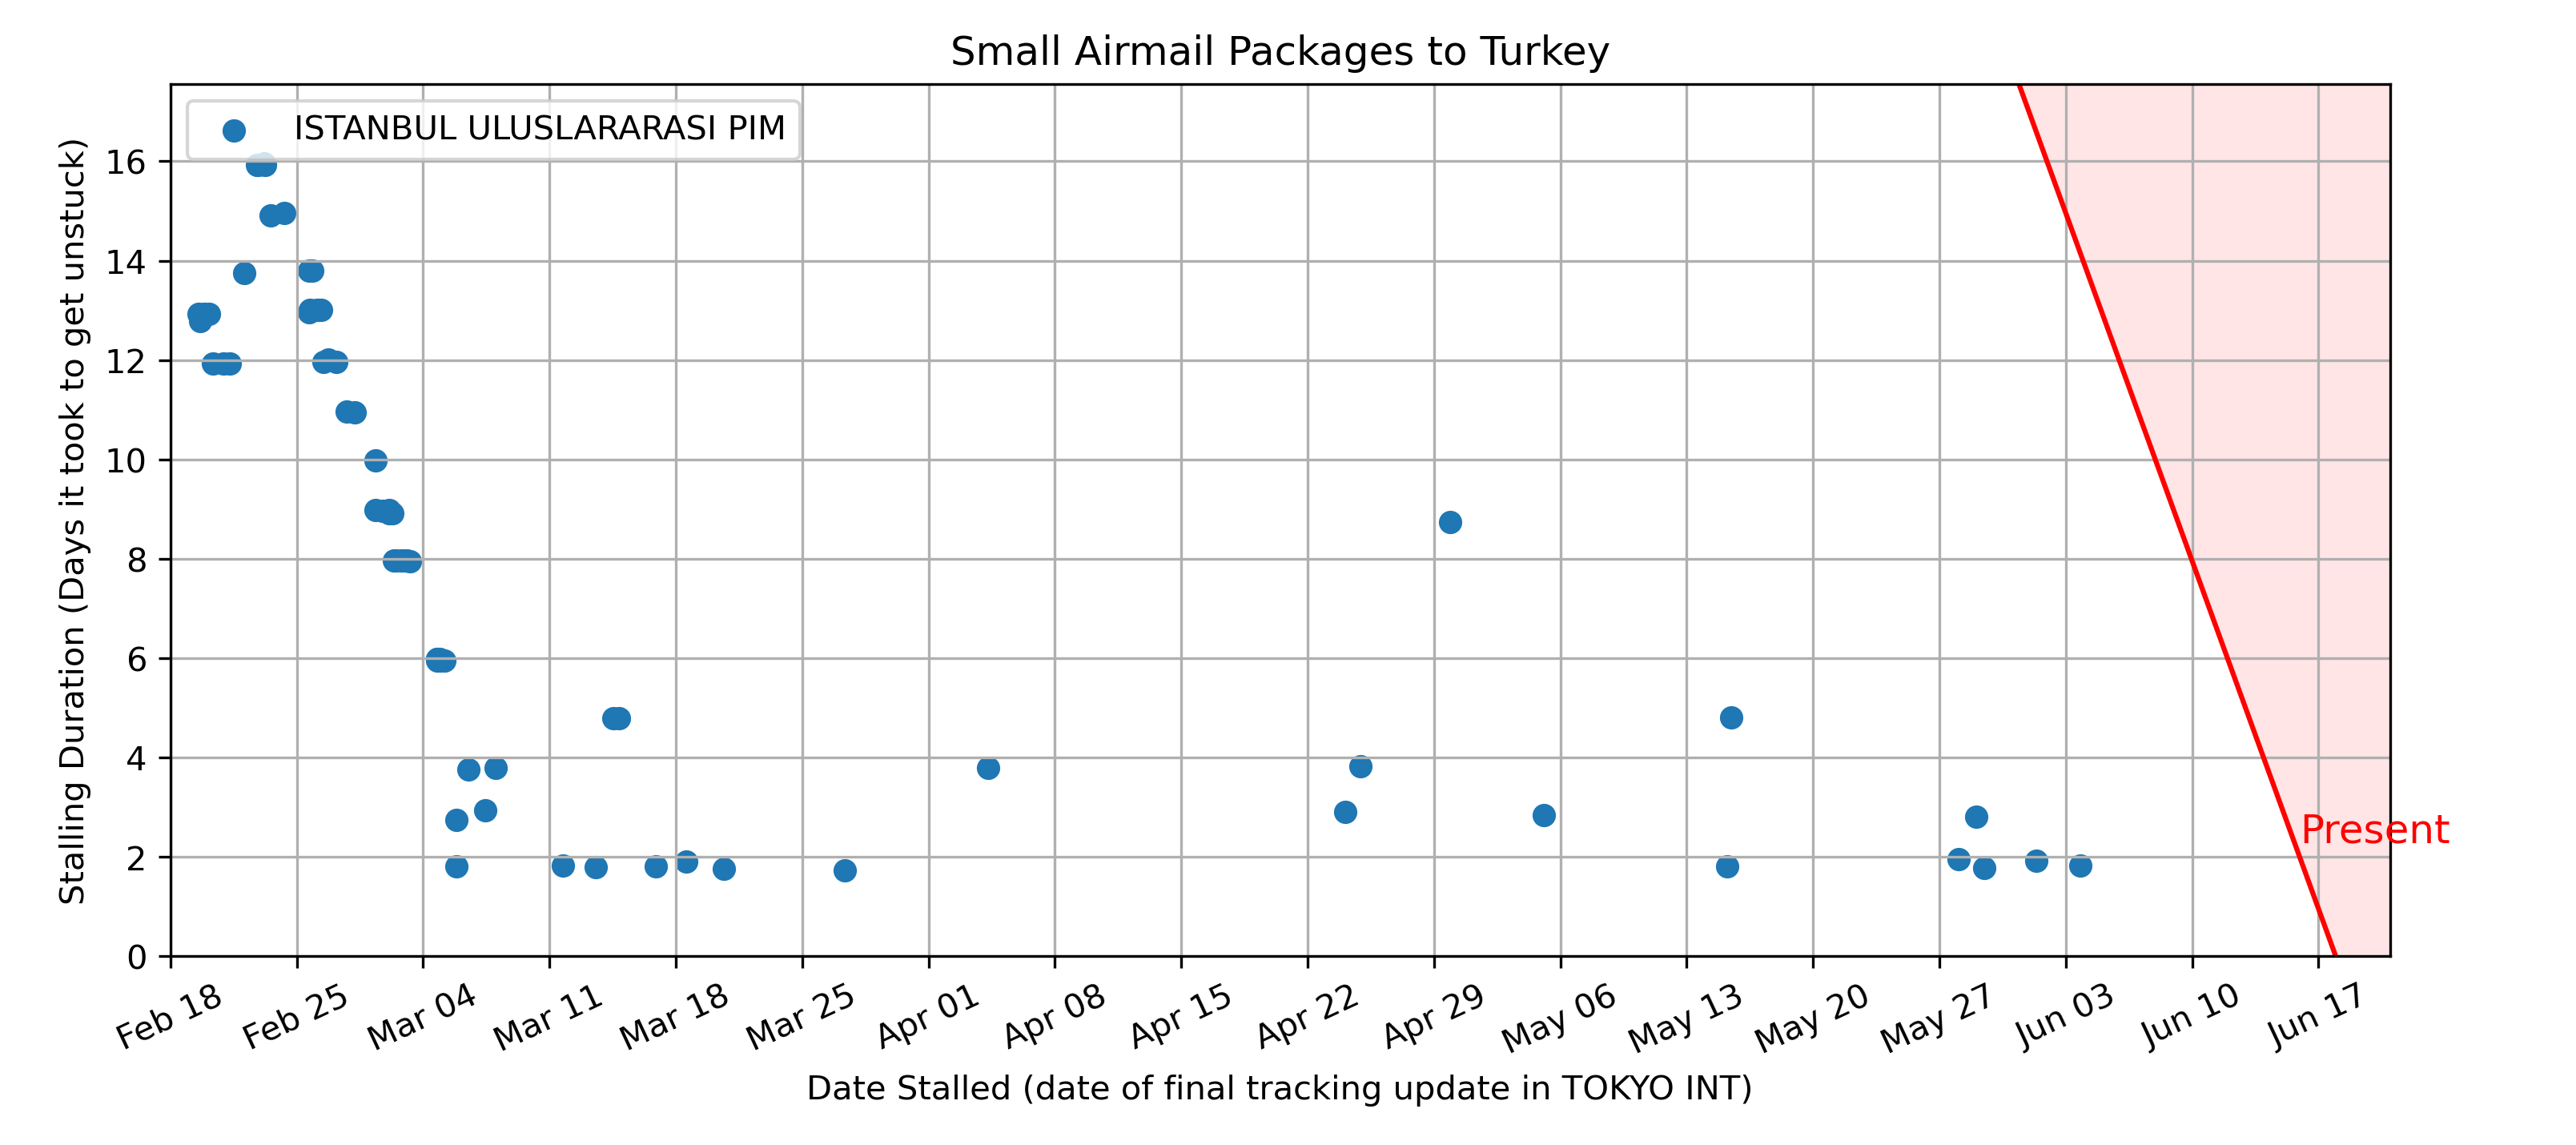 Small Airmail Packages to Turkey
ISTANBUL ULUSLARARASI PIM
Stalling Duration (Days it took to get unstuck)
16
14
12
10
8
6
4
2
0
Present
Feb 18
Feb 25
Mar 04
Mar 11
Mar 18
Mar 25
Apr 01
Apr 08
Apr 15
Apr 22
Apr 29
May 06
May 13
May 20
May 27
Jun 03
Jun 10
Jun 17
Date Stalled (date of final tracking update in TOKYO INT)